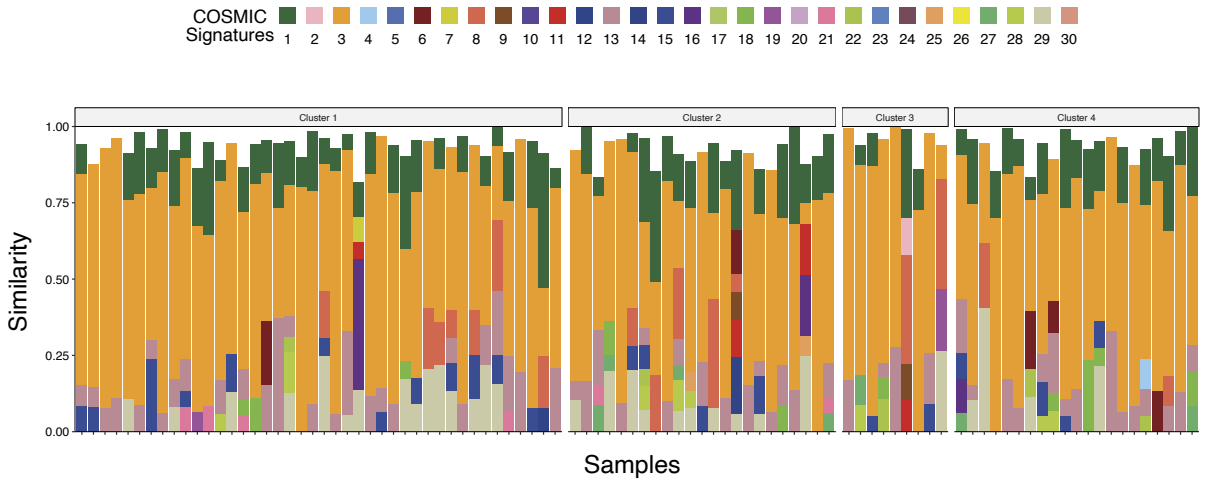 COSMIC
Signatures
1 2 3 4 5 6 7 8 9 10 11 12 13 14 15 16 17 18 19 20 21 22 23 24 25 26 27 28 29 30
Cluster 1 Cluster 2 Cluster 3 Cluster 4
1.00
0.75
0.50
0.25
0.00
Similarity
Samples